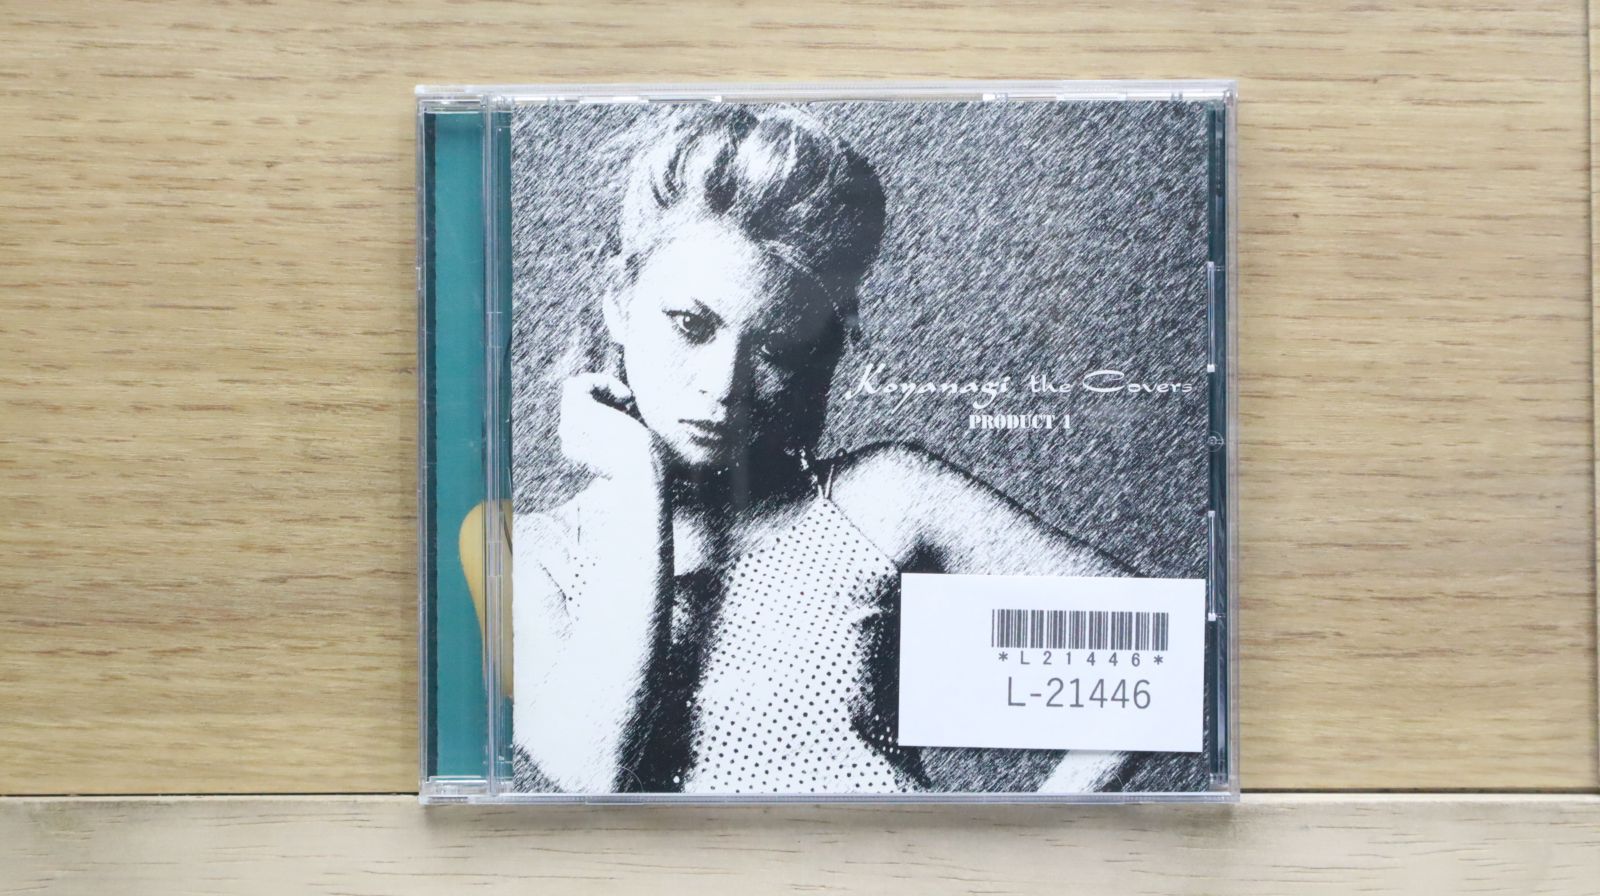 Koyanagi the Covers
PRODUCT 1
*L21446*
L-21446